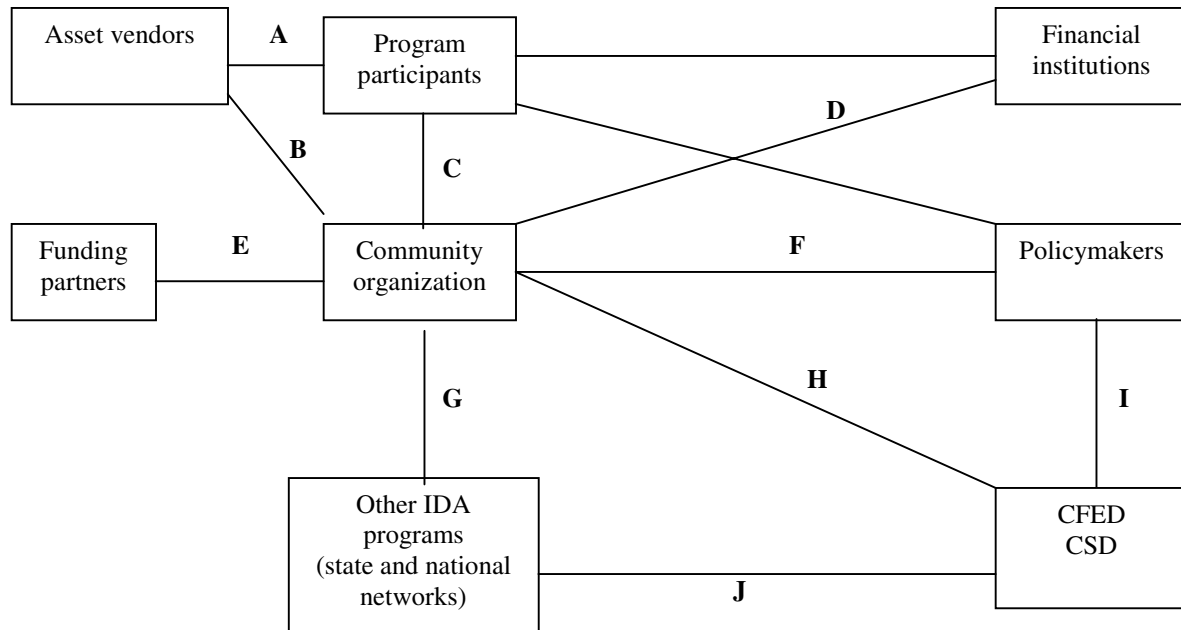 Asset vendors
A
Program
participants
Financial
institutions
D
B
C
Funding
partners
E
Community
organization
F
Policymakers
H
G
I
Other IDA
programs
(state and national
networks)
CFED
CSD
J